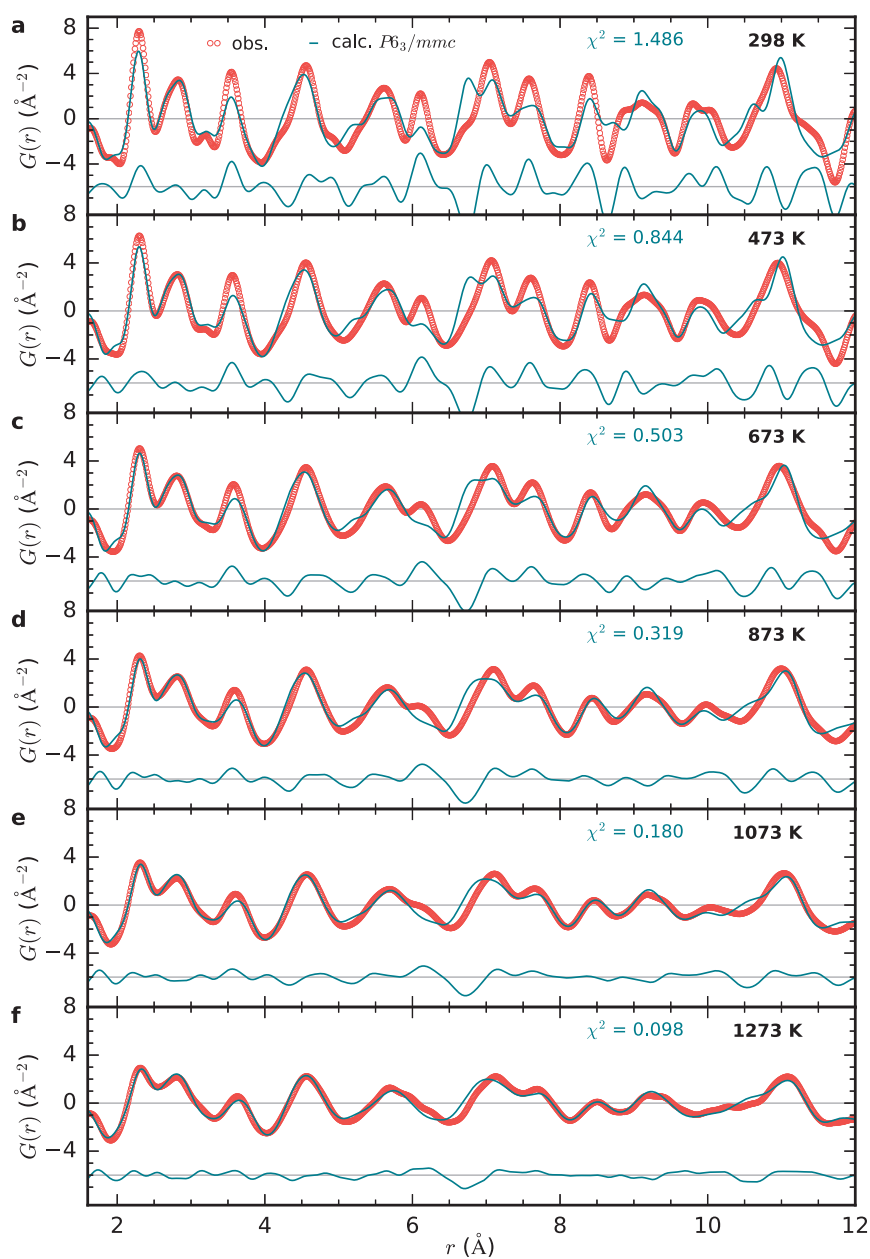 a
8
4
0
−4
G(r) (Å⁻²)
obs.
calc. P6₃/mmc
χ² = 1.486
298 K
b
8
4
0
−4
G(r) (Å⁻²)
χ² = 0.844
473 K
c
8
4
0
−4
G(r) (Å⁻²)
χ² = 0.503
673 K
d
8
4
0
−4
G(r) (Å⁻²)
χ² = 0.319
873 K
e
8
4
0
−4
G(r) (Å⁻²)
χ² = 0.180
1073 K
f
8
4
0
−4
G(r) (Å⁻²)
χ² = 0.098
1273 K
2 4 6 8 10 12
r (Å)